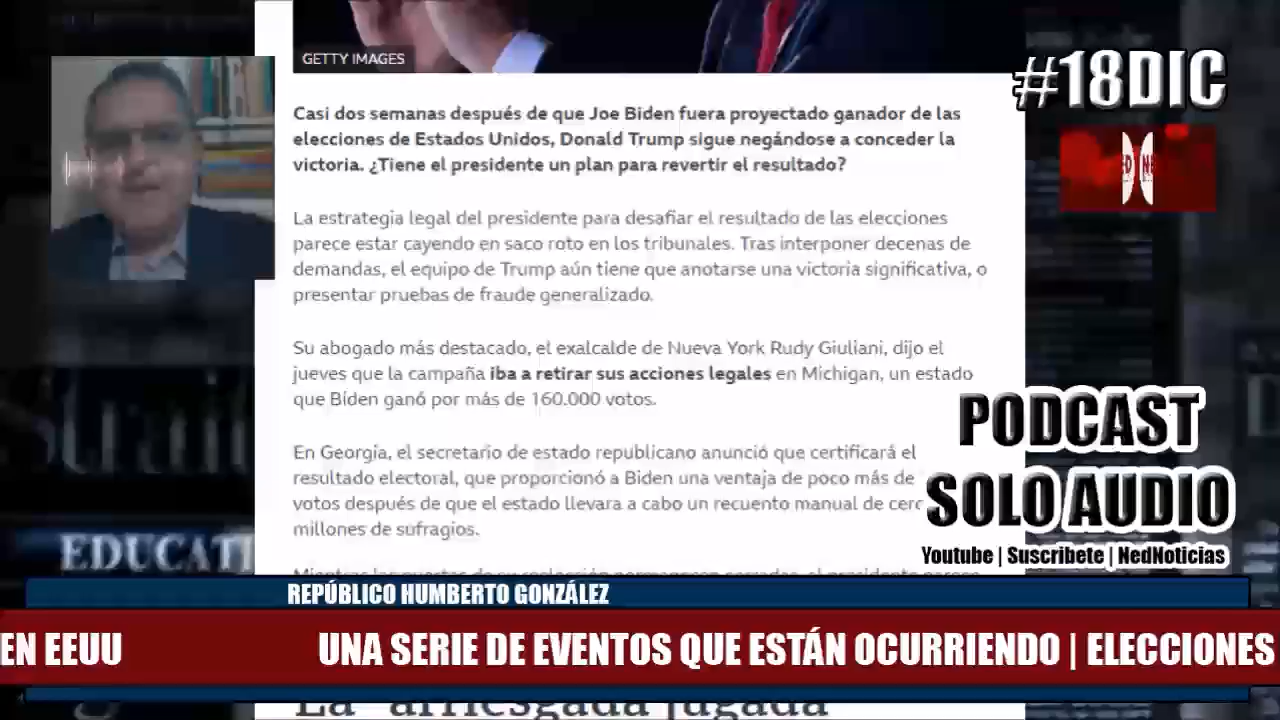 GETTY IMAGES
#18DIC
Casi dos semanas después de que Joe Biden fuera proyectado ganador de las
elecciones de Estados Unidos, Donald Trump sigue negándose a conceder la
victoria. ¿Tiene el presidente un plan para revertir el resultado?
La estrategia legal del presidente para desafiar el resultado de las elecciones
parece estar cayendo en saco roto en los tribunales. Tras interponer decenas de
demandas, el equipo de Trump aún tiene que anotarse una victoria significativa, o
presentar pruebas de fraude generalizado.
Su abogado más destacado, el exalcalde de Nueva York Rudy Giuliani, dijo el
jueves que la campaña iba a retirar sus acciones legales en Michigan, un estado
que Biden ganó por más de 160.000 votos.
En Georgia, el secretario de estado republicano anunció que certificará el
resultado electoral, que proporcionó a Biden una ventaja de poco más de
votos después de que el estado llevara a cabo un recuento manual de cerc
millones de sufragios.
PODCAST
SOLO AUDIO
Youtube | Suscribete | NedNoticias
EDUCATI
REPÚBLICO HUMBERTO GONZÁLEZ
EN EEUU UNA SERIE DE EVENTOS QUE ESTÁN OCURRIENDO | ELECCIONES
La "arriesgada jugada